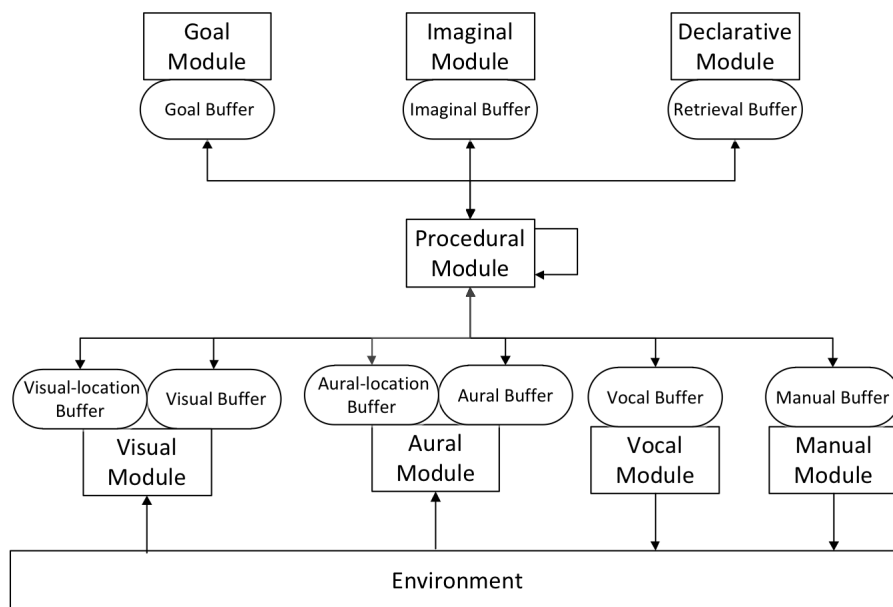 Goal
Module
Imaginal
Module
Declarative
Module
Goal Buffer
Imaginal Buffer
Retrieval Buffer
Procedural
Module
Visual-location
Buffer
Visual Buffer
Aural-location
Buffer
Aural Buffer
Vocal Buffer
Manual Buffer
Visual
Module
Aural
Module
Vocal
Module
Manual
Module
Environment